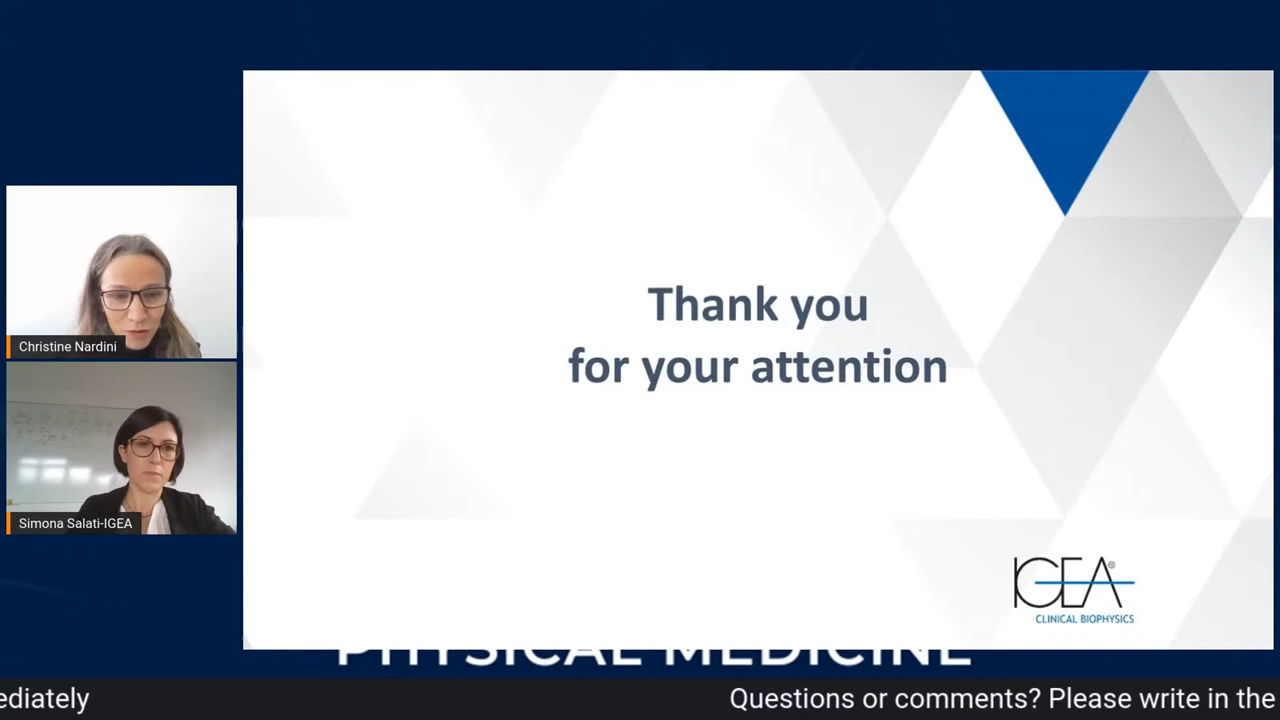 Thank you
for your attention
Christine Nardini
Simona Salati-IGEA
IGEA®
CLINICAL BIOPHYSICS
PHYSICAL MEDICINE
ediately
Questions or comments? Please write in the